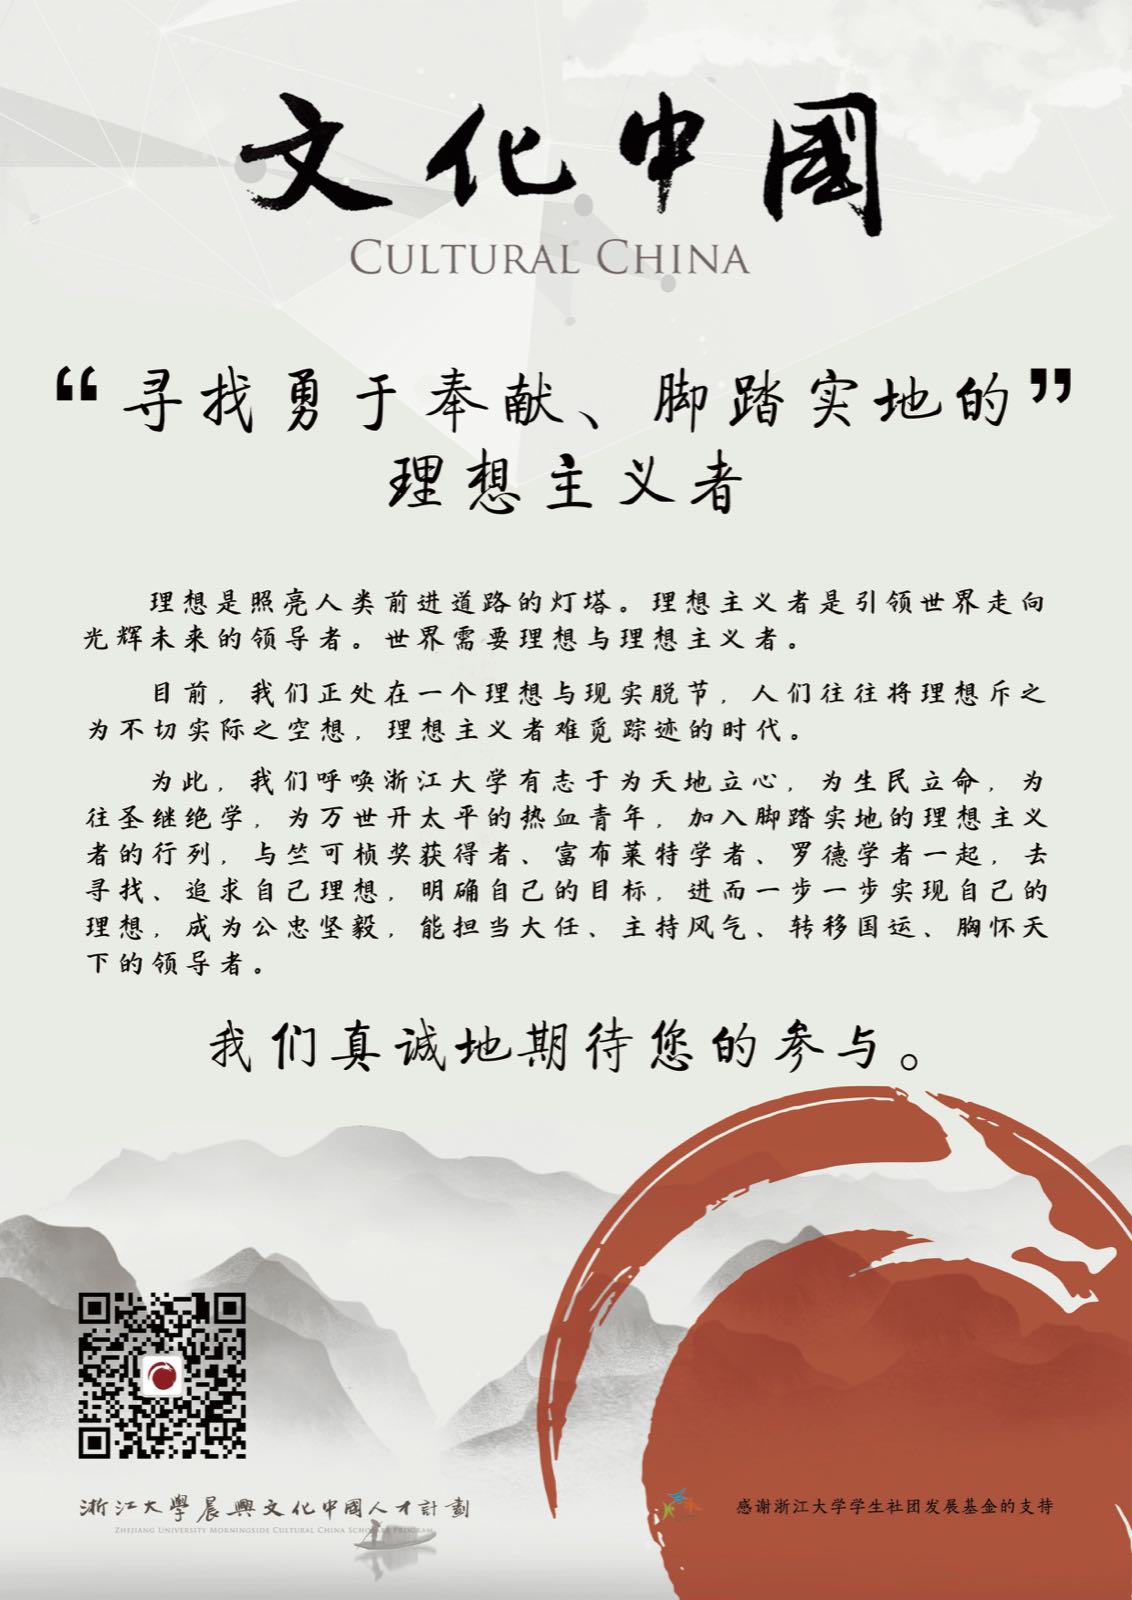 文化中國
CULTURAL CHINA
“寻找勇于奉献、脚踏实地的”
理想主义者
理想是照亮人类前进道路的灯塔。理想主义者是引领世界走向
光辉未来的领导者。世界需要理想与理想主义者。
目前，我们正处在一个理想与现实脱节，人们往往将理想斥之
为不切实际之空想，理想主义者难觅踪迹的时代。
为此，我们呼唤浙江大学有志于为天地立心，为生民立命，为
往圣继绝学，为万世开太平的热血青年，加入脚踏实地的理想主义
者的行列，与竺可桢奖获得者、富布莱特学者、罗德学者一起，去
寻找、追求自己理想，明确自己的目标，进而一步一步实现自己的
理想，成为公忠坚毅，能担当大任、主持风气、转移国运、胸怀天
下的领导者。
我们真诚地期待您的参与。
浙江大學晨興文化中國人才計劃
ZHEJIANG UNIVERSITY MORNINGSIDE CULTURAL CHINA SCHOLARS PROGRAM
感谢浙江大学学生社团发展基金的支持